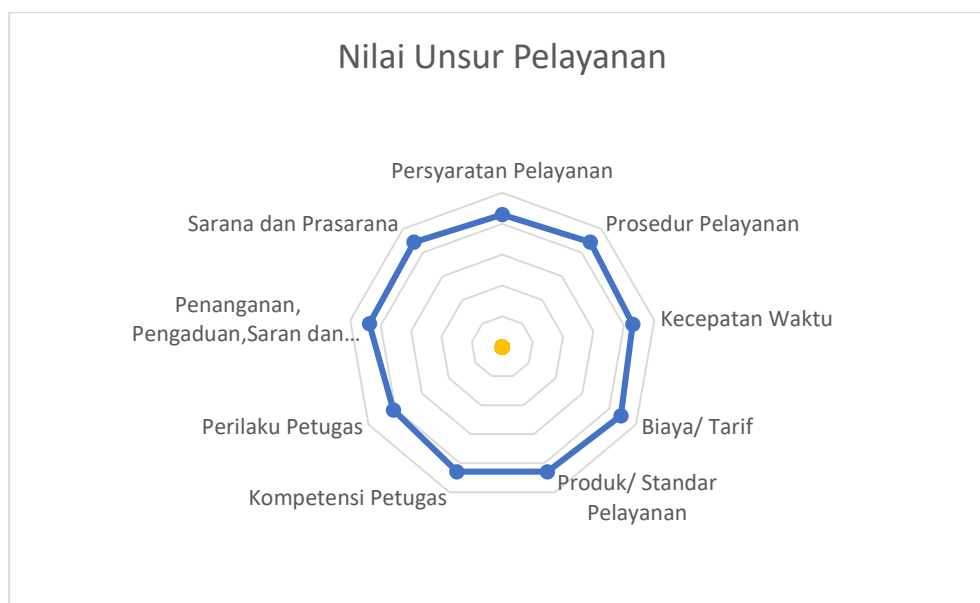 Nilai Unsur Pelayanan
Persyaratan Pelayanan
Prosedur Pelayanan
Kecepatan Waktu
Biaya/ Tarif
Produk/ Standar
Pelayanan
Kompetensi Petugas
Perilaku Petugas
Penanganan,
Pengaduan,Saran dan…
Sarana dan Prasarana